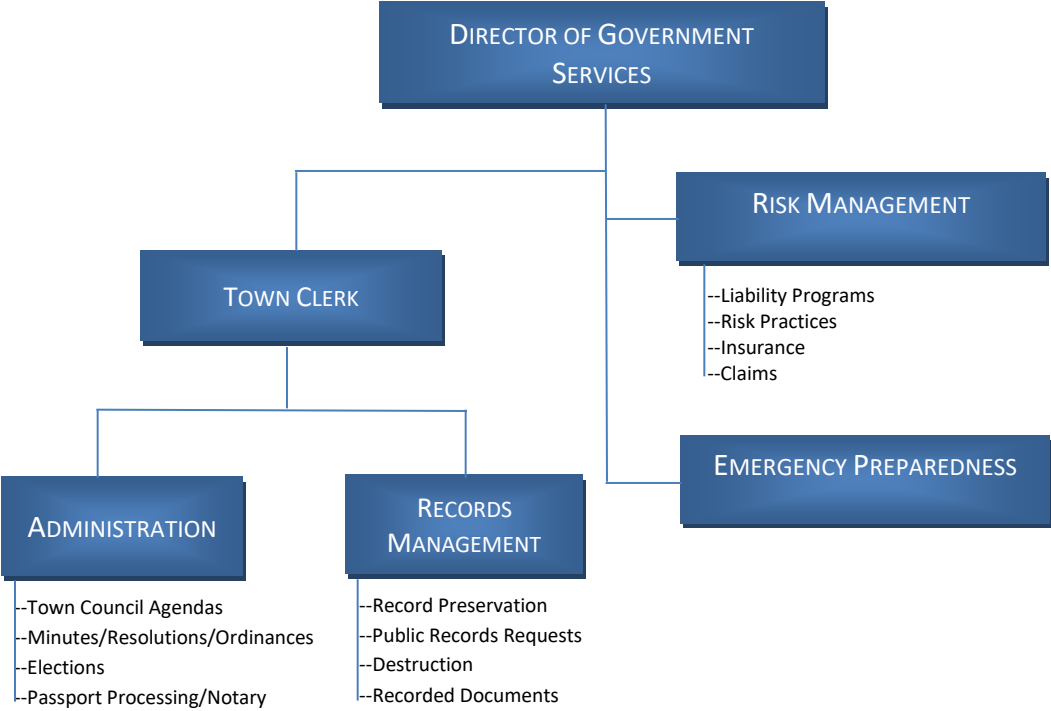 DIRECTOR OF GOVERNMENT
SERVICES
RISK MANAGEMENT
--Liability Programs
--Risk Practices
--Insurance
--Claims
TOWN CLERK
EMERGENCY PREPAREDNESS
ADMINISTRATION
--Town Council Agendas
--Minutes/Resolutions/Ordinances
--Elections
--Passport Processing/Notary
RECORDS
MANAGEMENT
--Record Preservation
--Public Records Requests
--Destruction
--Recorded Documents